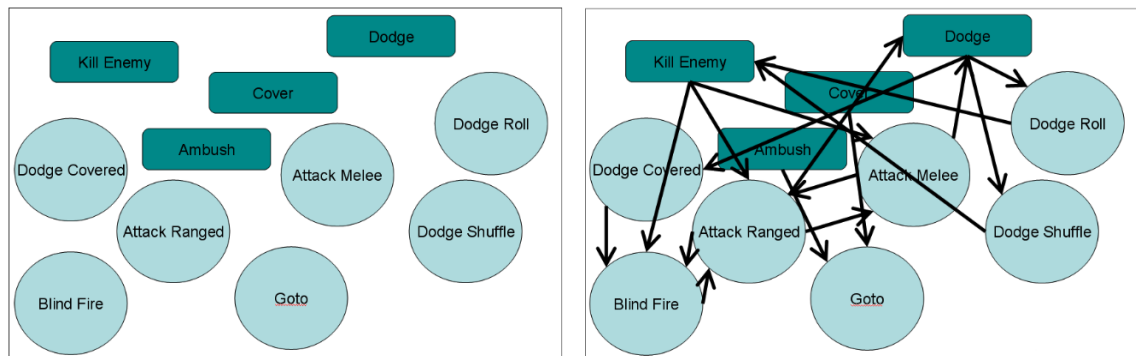 Dodge
Kill Enemy
Cover
Dodge Roll
Ambush
Dodge Covered
Attack Melee
Attack Ranged
Dodge Shuffle
Blind Fire
Goto
Dodge
Kill Enemy
Cover
Dodge Roll
Ambush
Dodge Covered
Attack Melee
Attack Ranged
Dodge Shuffle
Blind Fire
Goto